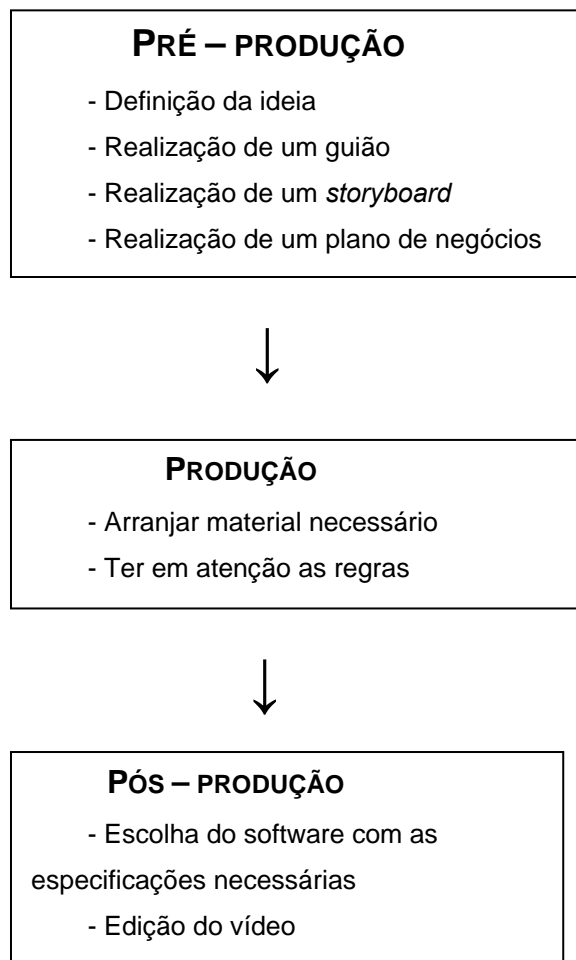 PRÉ – PRODUÇÃO
- Definição da ideia
- Realização de um guião
- Realização de um storyboard
- Realização de um plano de negócios
↓
PRODUÇÃO
- Arranjar material necessário
- Ter em atenção as regras
↓
PÓS – PRODUÇÃO
- Escolha do software com as
especificações necessárias
- Edição do vídeo